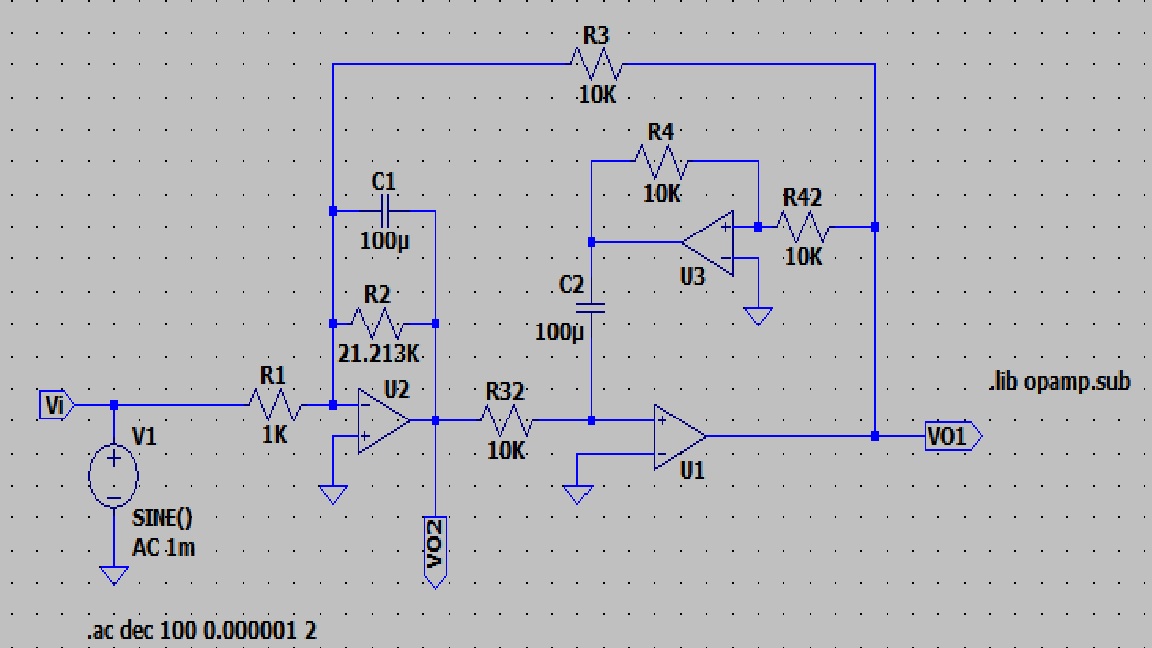 R3
10K
R4
10K
R42
10K
C1
100µ
U3
C2
100µ
R2
21.213K
R1
1K
U2
R32
10K
.lib opamp.sub
Vi
V1
VO1
U1
SINE()
AC 1m
VO2
.ac dec 100 0.000001 2
+
-
+
-
+
-
+
-